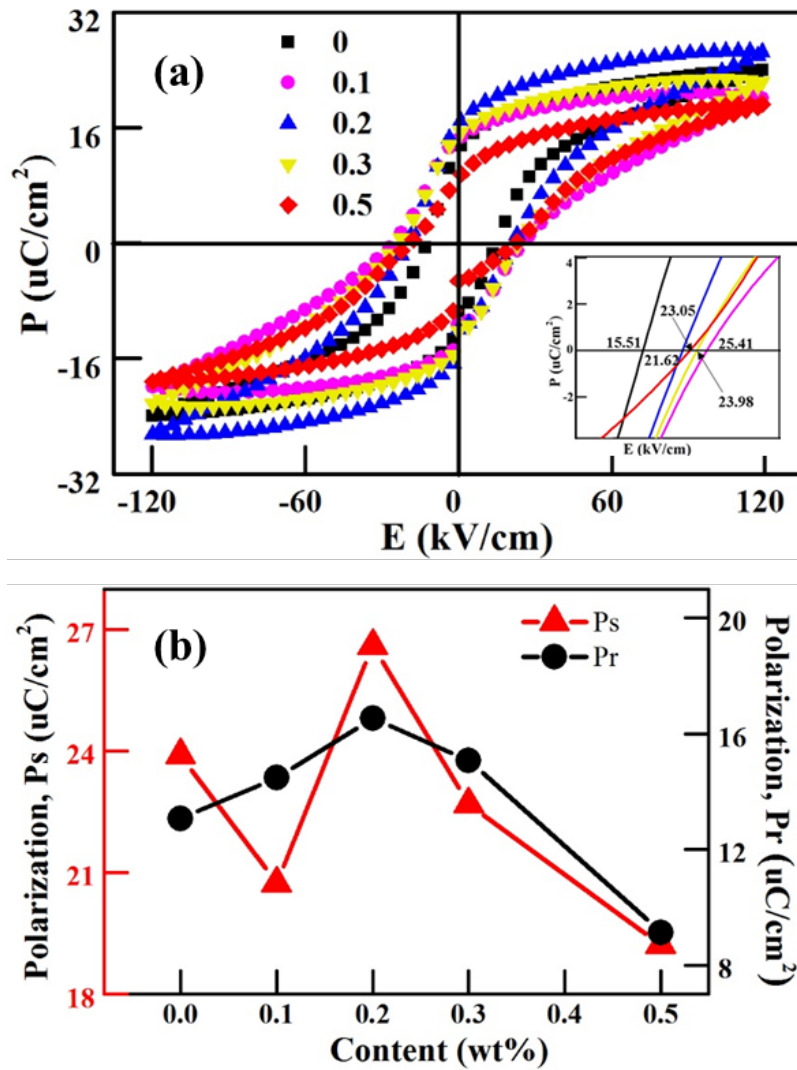 32
16
0
-16
-32
P (uC/cm²)
(a)
0
0.1
0.2
0.3
0.5
4
2
0
-2
P (uC/cm²)
15.51
23.05
21.62
25.41
23.98
E (kV/cm)
-120 -60 0 60 120
E (kV/cm)
(b)
Ps
Pr
27
24
21
18
Polarization, Ps (uC/cm²)
20
16
12
8
Polarization, Pr (uC/cm²)
0.0 0.1 0.2 0.3 0.4 0.5
Content (wt%)